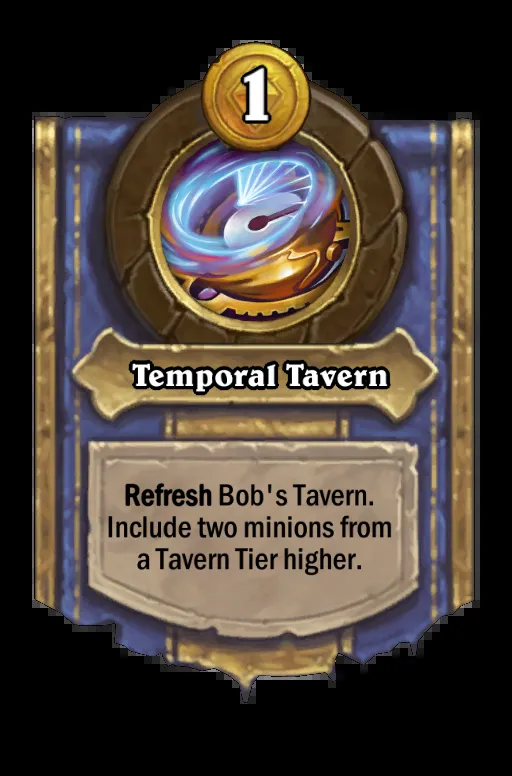 1
Temporal Tavern
Refresh Bob's Tavern.
Include two minions from
a Tavern Tier higher.